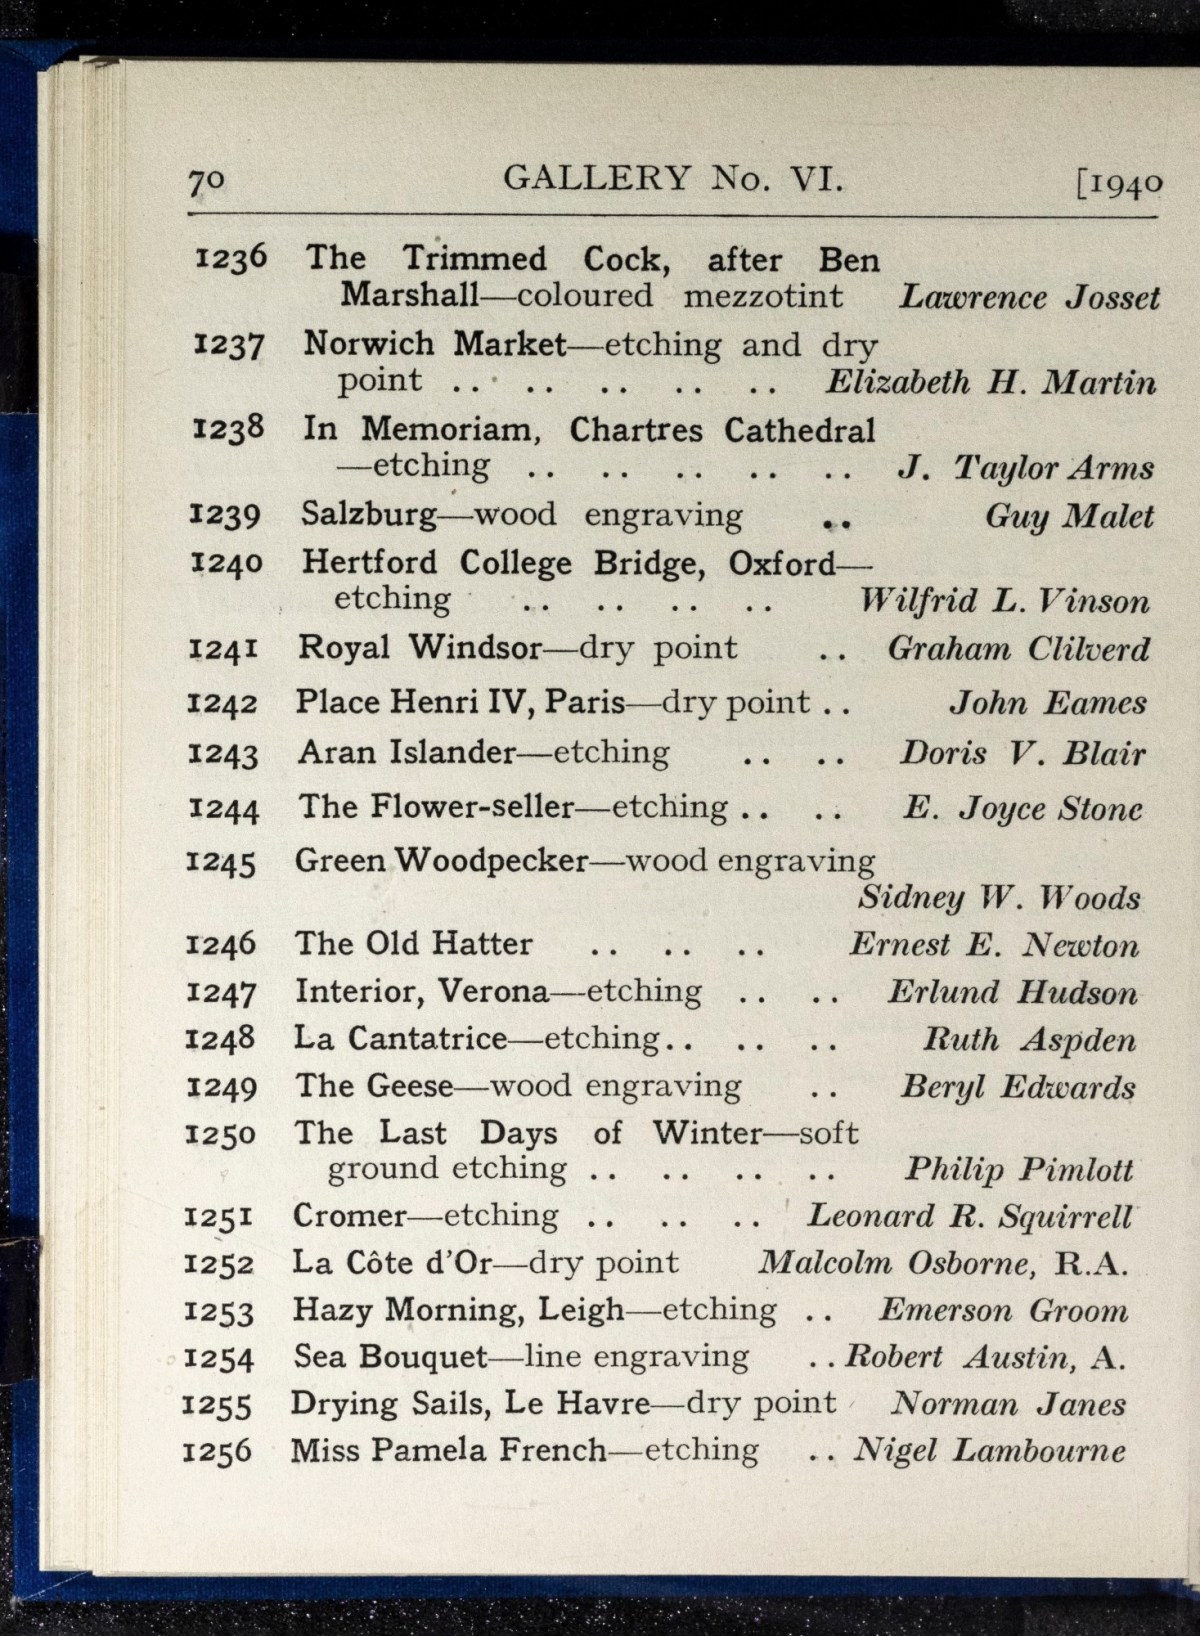 70 GALLERY No. VI. [1940
1236 The Trimmed Cock, after Ben
Marshall—coloured mezzotint Lawrence Josset
1237 Norwich Market—etching and dry
point .. .. .. .. .. Elizabeth H. Martin
1238 In Memoriam, Chartres Cathedral
—etching .. .. .. .. .. J. Taylor Arms
1239 Salzburg—wood engraving .. Guy Malet
1240 Hertford College Bridge, Oxford—
etching .. .. .. .. Wilfrid L. Vinson
1241 Royal Windsor—dry point .. Graham Clilverd
1242 Place Henri IV, Paris—dry point .. John Eames
1243 Aran Islander—etching .. .. Doris V. Blair
1244 The Flower-seller—etching .. .. E. Joyce Stone
1245 Green Woodpecker—wood engraving
Sidney W. Woods
1246 The Old Hatter .. .. .. Ernest E. Newton
1247 Interior, Verona—etching .. .. Erlund Hudson
1248 La Cantatrice—etching .. .. .. Ruth Aspden
1249 The Geese—wood engraving .. Beryl Edwards
1250 The Last Days of Winter—soft
ground etching .. .. .. .. Philip Pimlott
1251 Cromer—etching .. .. .. Leonard R. Squirrell
1252 La Côte d'Or—dry point Malcolm Osborne, R.A.
1253 Hazy Morning, Leigh—etching .. Emerson Groom
1254 Sea Bouquet—line engraving .. Robert Austin, A.
1255 Drying Sails, Le Havre—dry point Norman Janes
1256 Miss Pamela French—etching .. Nigel Lambourne